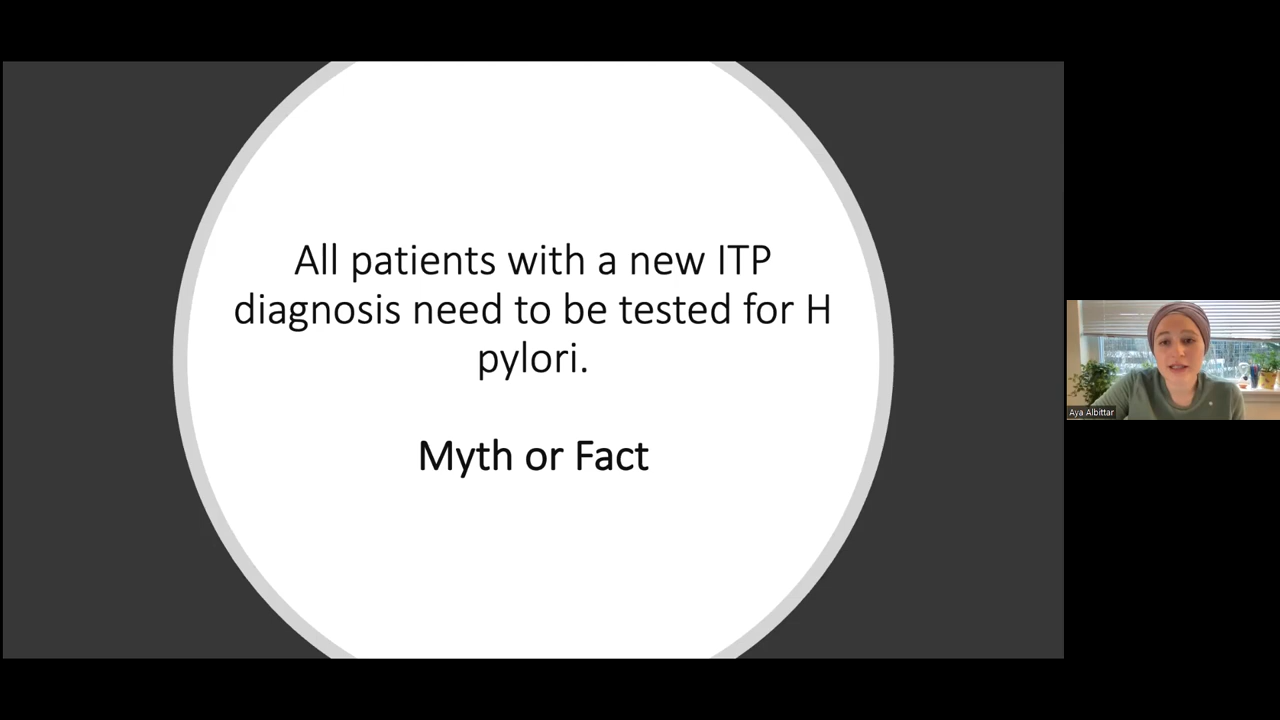 All patients with a new ITP
diagnosis need to be tested for H
pylori.
Myth or Fact
Aya Albittar